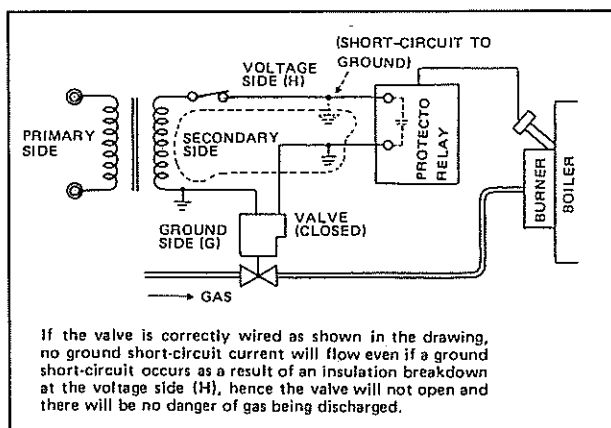 (SHORT-CIRCUIT TO
GROUND)
VOLTAGE
SIDE (H)
PRIMARY
SIDE
SECONDARY
SIDE
PROTECTO
RELAY
BURNER
BOILER
GROUND
SIDE (G)
VALVE
(CLOSED)
GAS
If the valve is correctly wired as shown in the drawing,
no ground short-circuit current will flow even if a ground
short-circuit occurs as a result of an insulation breakdown
at the voltage side (H), hence the valve will not open and
there will be no danger of gas being discharged.